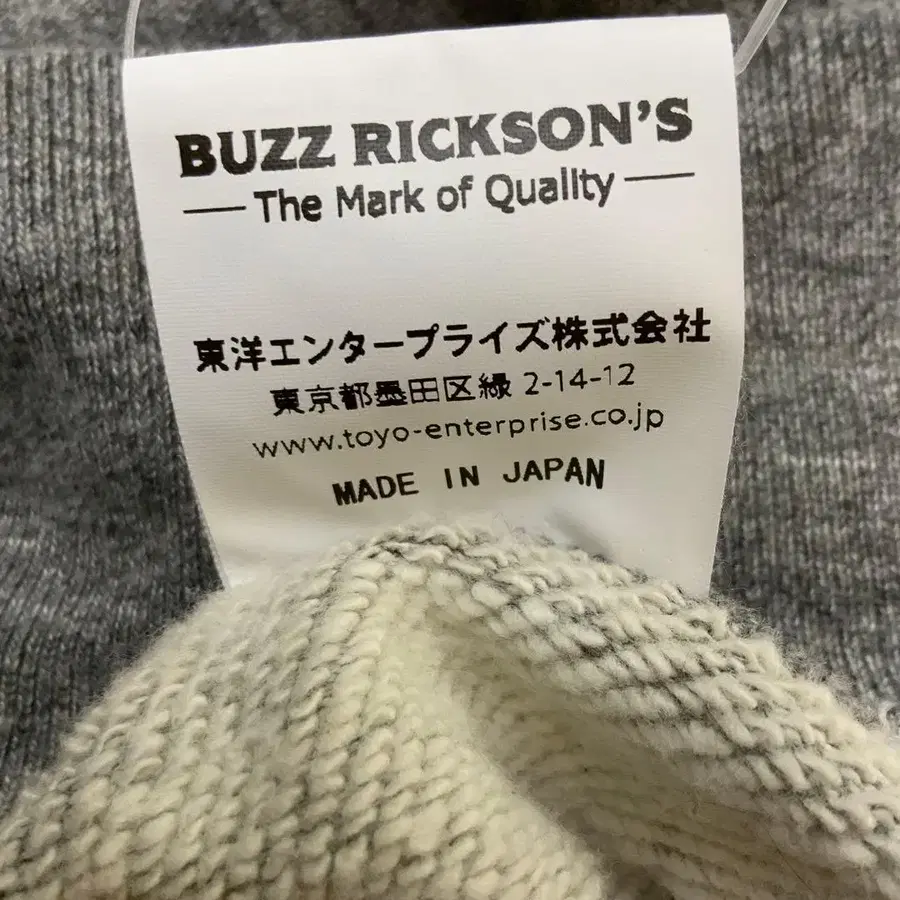 BUZZ RICKSON'S
The Mark of Quality
東洋エンタープライズ株式会社
東京都墨田区緑 2-14-12
www.toyo-enterprise.co.jp
MADE IN JAPAN